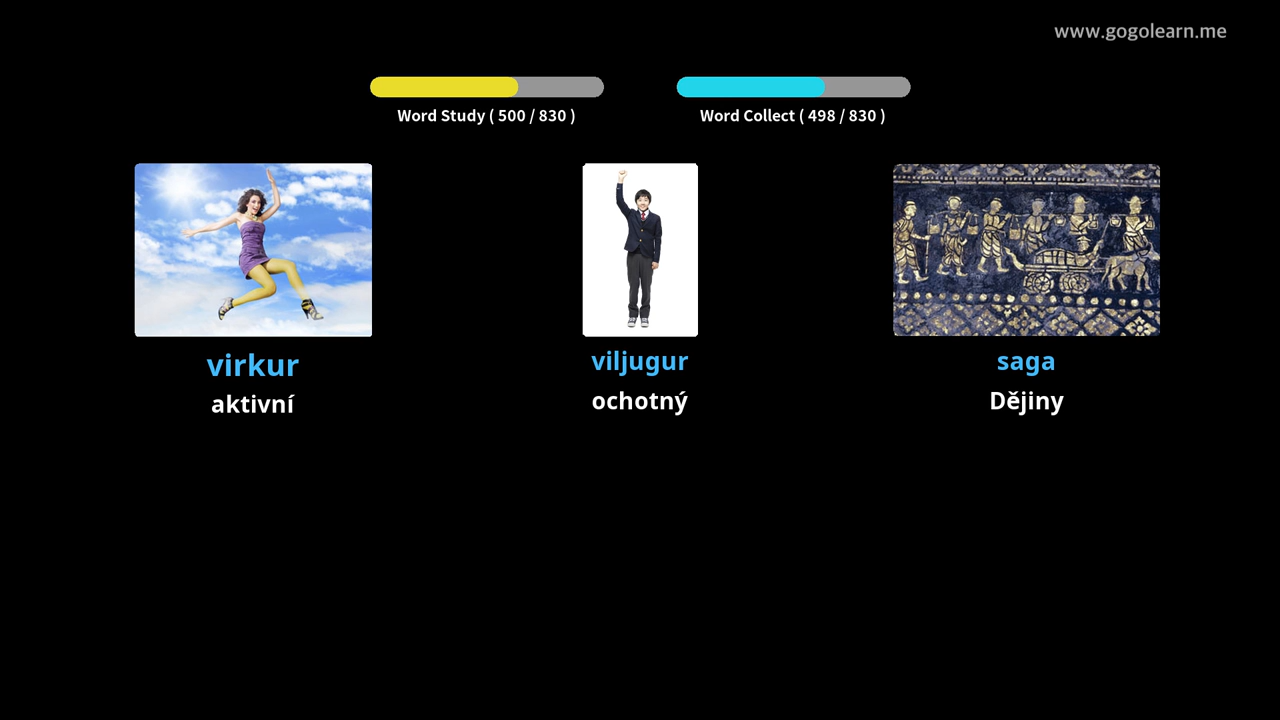 www.gogolearn.me
Word Study ( 500 / 830 )
Word Collect ( 498 / 830 )
virkur
aktivní
viljugur
ochotný
saga
Dějiny